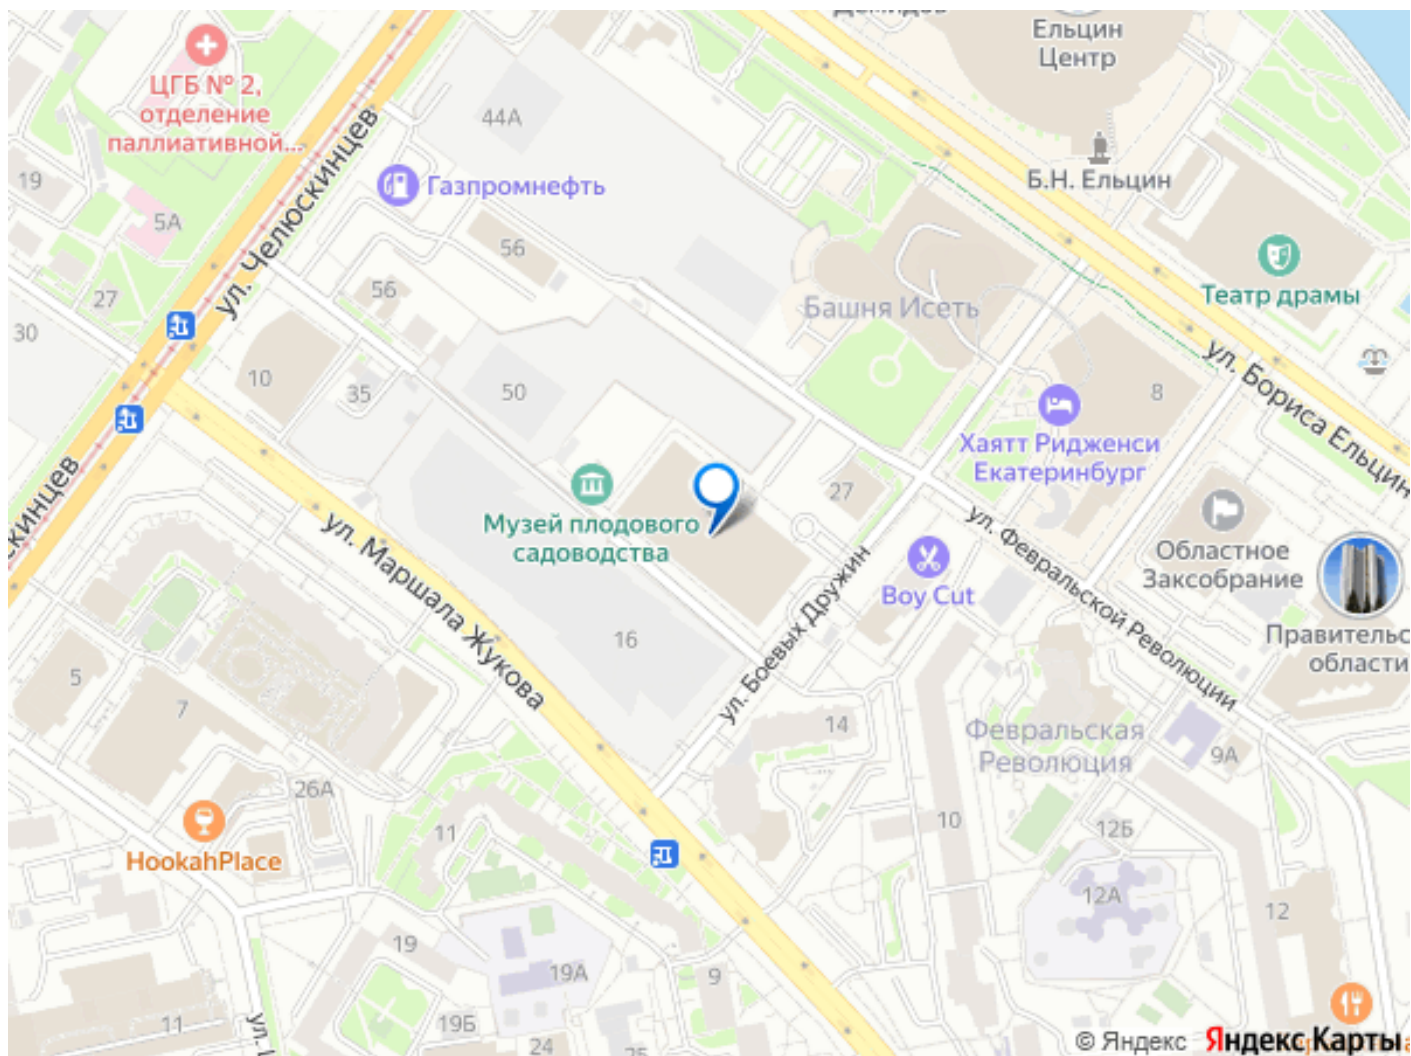 Демидов
Ельцин
Центр
ЦГБ № 2,
отделение
паллиативной...
44А
19
5А
ул. Челюскинцев
Газпромнефть
Б.Н. Ельцин
56
56
27
30
Башня Исеть
Театр драмы
10
35
50
8
ул. Бориса Ельцин
Хаятт Ридженси
Екатеринбург
27
Музей плодового
садоводства
скинцев
ул. Маршала Жукова
ул. Февральской Революции
Областное
Заксобрание
Boy Cut
ул. Боевых Дружин
Правительс
области
16
5
7
14
Февральская
Революция
9А
26А
11
10
12Б
HookahPlace
12А
12
19
19А
9
11
19Б
24
25
ул.
© Яндекс Яндекс Карты